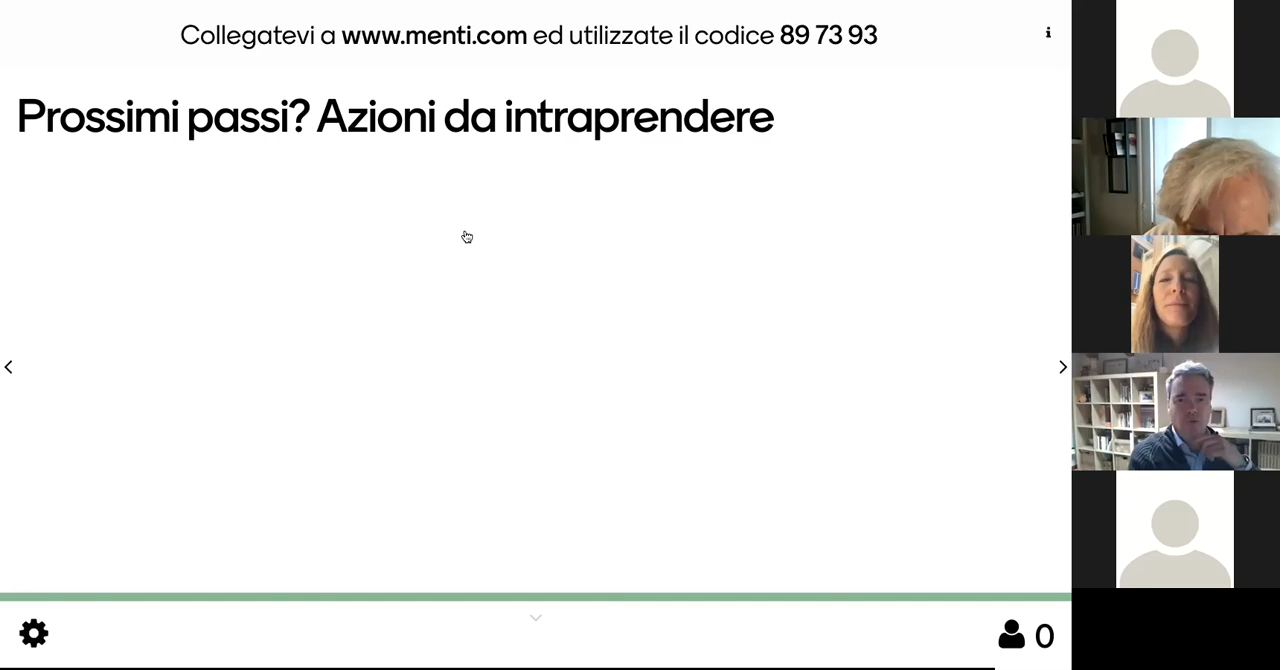 Collegatevi a www.menti.com ed utilizzate il codice 89 73 93
Prossimi passi? Azioni da intraprendere
0